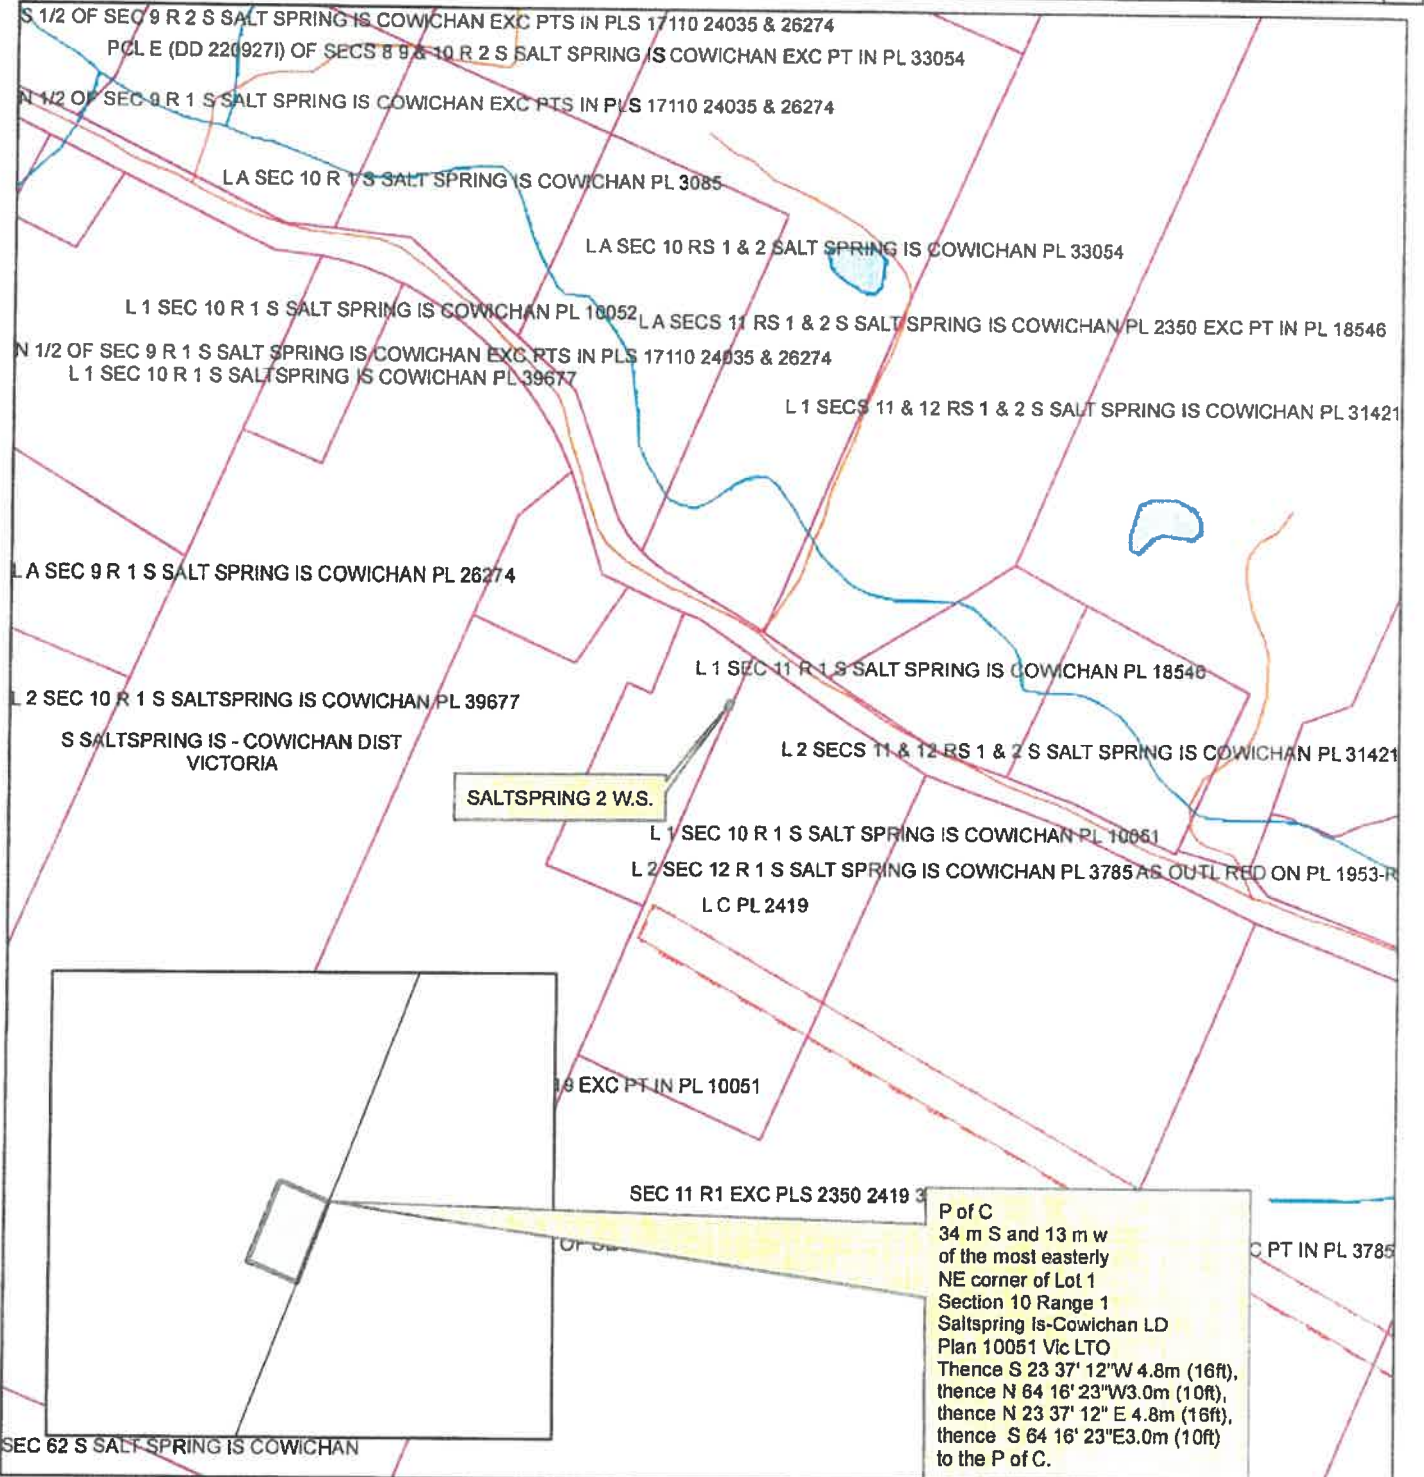 S 1/2 OF SEC 9 R 2 S SALT SPRING IS COWICHAN EXC PTS IN PLS 17110 24035 & 26274
PCL E (DD 220927I) OF SECS 8 9 & 10 R 2 S SALT SPRING IS COWICHAN EXC PT IN PL 33054
N 1/2 OF SEC 9 R 1 S SALT SPRING IS COWICHAN EXC PTS IN PLS 17110 24035 & 26274
L A SEC 10 R 1 S SALT SPRING IS COWICHAN PL 3085
L A SEC 10 RS 1 & 2 SALT SPRING IS COWICHAN PL 33054
L 1 SEC 10 R 1 S SALT SPRING IS COWICHAN PL 10052
L A SECS 11 RS 1 & 2 S SALT SPRING IS COWICHAN PL 2350 EXC PT IN PL 18546
N 1/2 OF SEC 9 R 1 S SALT SPRING IS COWICHAN EXC PTS IN PLS 17110 24035 & 26274
L 1 SEC 10 R 1 S SALTSPRING IS COWICHAN PL 39677
L 1 SECS 11 & 12 RS 1 & 2 S SALT SPRING IS COWICHAN PL 31421
L A SEC 9 R 1 S SALT SPRING IS COWICHAN PL 26274
L 1 SEC 11 R 1 S SALT SPRING IS COWICHAN PL 18546
L 2 SEC 10 R 1 S SALTSPRING IS COWICHAN PL 39677
S SALTSPRING IS - COWICHAN DIST
VICTORIA
L 2 SECS 11 & 12 RS 1 & 2 S SALT SPRING IS COWICHAN PL 31421
SALTSPRING 2 W.S.
L 1 SEC 10 R 1 S SALT SPRING IS COWICHAN PL 10051
L 2 SEC 12 R 1 S SALT SPRING IS COWICHAN PL 3785 AS OUTL RED ON PL 1953-R
L C PL 2419
19 EXC PT IN PL 10051
SEC 11 R1 EXC PLS 2350 2419 3
OF
C PT IN PL 3785
P of C
34 m S and 13 m w
of the most easterly
NE corner of Lot 1
Section 10 Range 1
Saltspring Is-Cowichan LD
Plan 10051 Vic LTO
Thence S 23 37' 12"W 4.8m (16ft),
thence N 64 16' 23"W3.0m (10ft),
thence N 23 37' 12" E 4.8m (16ft),
thence S 64 16' 23"E3.0m (10ft)
to the P of C.
SEC 62 S SALT SPRING IS COWICHAN